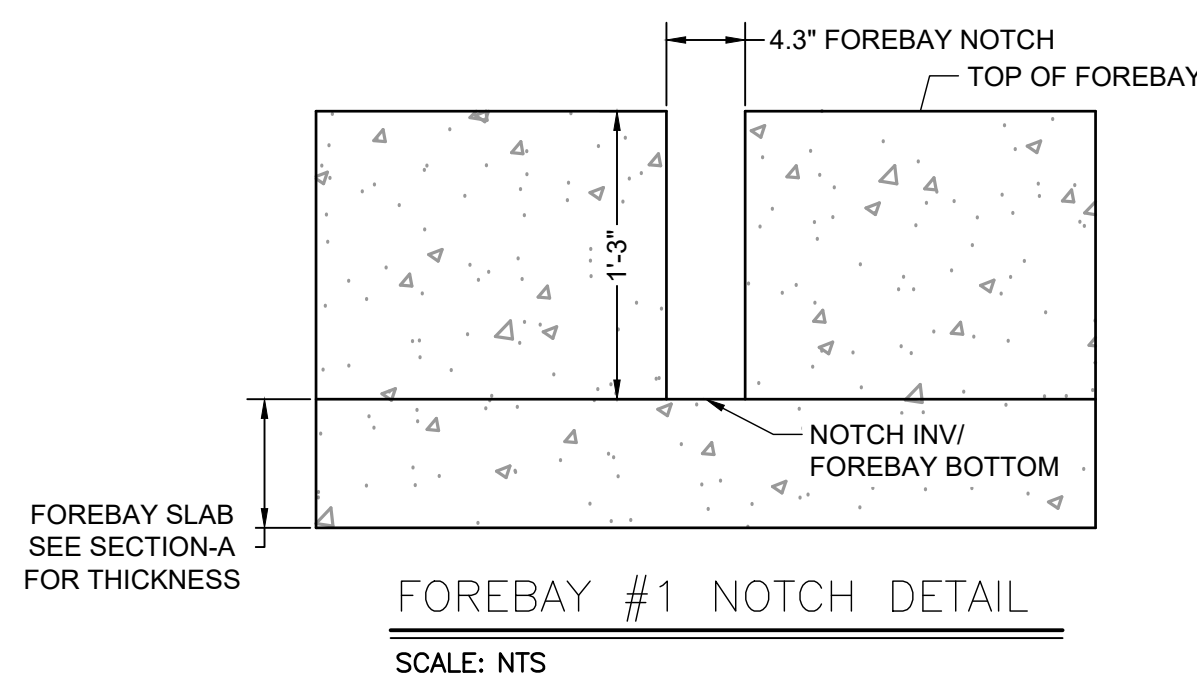 4.3" FOREBAY NOTCH
TOP OF FOREBAY
1'-3"
NOTCH INV/
FOREBAY BOTTOM
FOREBAY SLAB
SEE SECTION-A
FOR THICKNESS
FOREBAY #1 NOTCH DETAIL
SCALE: NTS